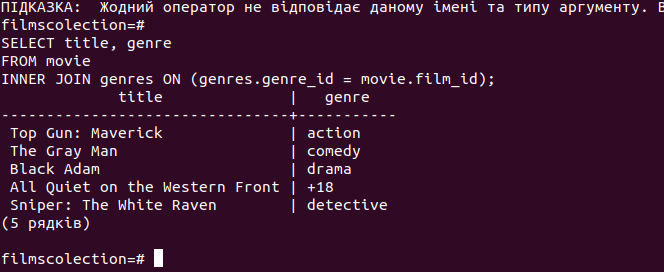 ПІДКАЗКА:  Жодний оператор не відповідає даному імені та типу аргументу. В
filmscolection=#
SELECT title, genre
FROM movie
INNER JOIN genres ON (genres.genre_id = movie.film_id);
             title              |   genre
--------------------------------+-----------
 Top Gun: Maverick              | action
 The Gray Man                   | comedy
 Black Adam                     | drama
 All Quiet on the Western Front | +18
 Sniper: The White Raven        | detective
(5 рядків)
filmscolection=#